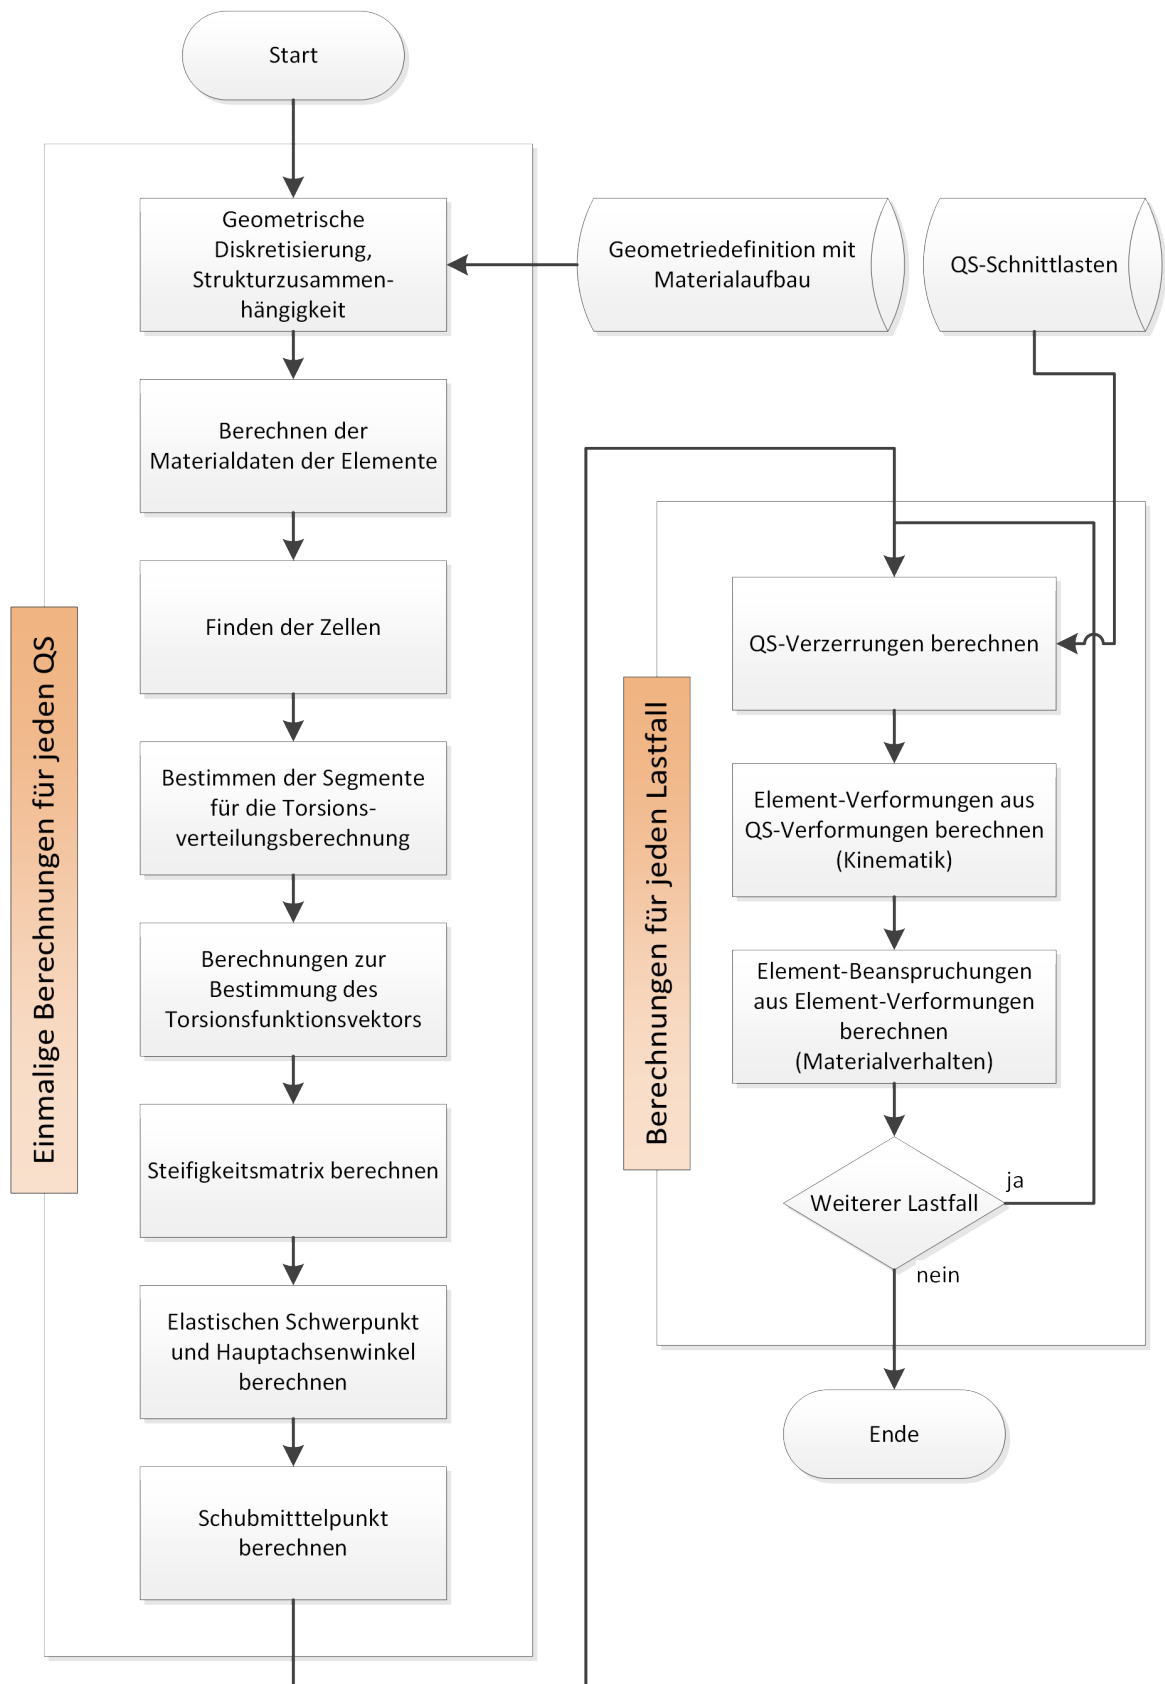 Start
Geometrische
Diskretisierung,
Strukturzusammen-
hängigkeit
Geometriedefinition mit
Materialaufbau
QS-Schnittlasten
Berechnen der
Materialdaten der Elemente
Finden der Zellen
Bestimmen der Segmente
für die Torsions-
verteilungsberechnung
Berechnungen zur
Bestimmung des
Torsionsfunktionsvektors
Steifigkeitsmatrix berechnen
Elastischen Schwerpunkt
und Hauptachsenwinkel
berechnen
Schubmitttelpunkt
berechnen
Einmalige Berechnungen für jeden QS
QS-Verzerrungen berechnen
Element-Verformungen aus
QS-Verformungen berechnen
(Kinematik)
Element-Beanspruchungen
aus Element-Verformungen
berechnen
(Materialverhalten)
Weiterer Lastfall
ja
nein
Berechnungen für jeden Lastfall
Ende